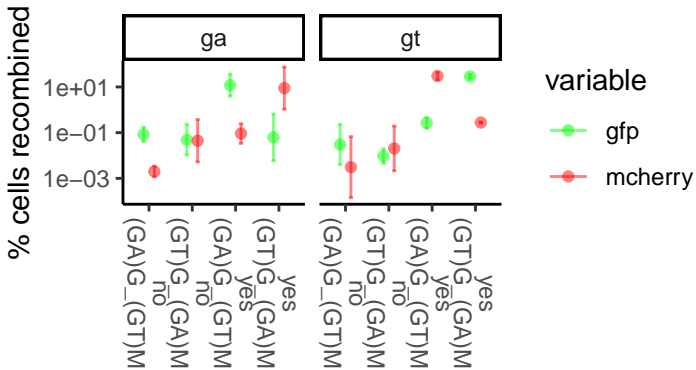 ga
gt
% cells recombined
1e+01
1e−01
1e−03
(GA)G_(GT)M
no
(GT)G_(GA)M
no
(GA)G_(GT)M
yes
(GT)G_(GA)M
yes
(GA)G_(GT)M
no
(GT)G_(GA)M
no
(GA)G_(GT)M
yes
(GT)G_(GA)M
yes
variable
gfp
mcherry